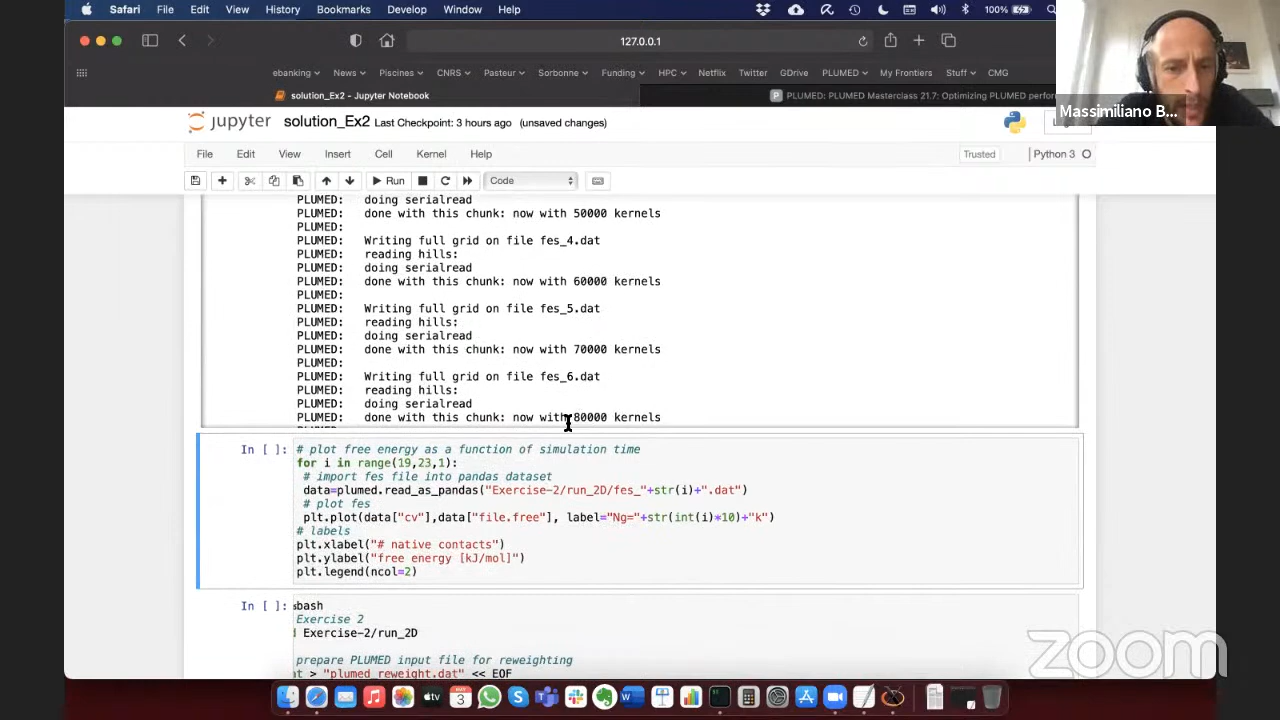 Safari File Edit View History Bookmarks Develop Window Help 100%
127.0.0.1
ebanking News Piscines CNRS Pasteur Sorbonne Funding HPC Netflix Twitter GDrive PLUMED My Frontiers Stuff CMG
solution_Ex2 - Jupyter Notebook
PLUMED: PLUMED Masterclass 21.7: Optimizing PLUMED perfor
Massimiliano B...
jupyter solution_Ex2 Last Checkpoint: 3 hours ago (unsaved changes)
File Edit View Insert Cell Kernel Help Trusted Python 3
Run Code
PLUMED: doing serialread
PLUMED: done with this chunk: now with 50000 kernels
PLUMED:
PLUMED: Writing full grid on file fes_4.dat
PLUMED: reading hills:
PLUMED: doing serialread
PLUMED: done with this chunk: now with 60000 kernels
PLUMED:
PLUMED: Writing full grid on file fes_5.dat
PLUMED: reading hills:
PLUMED: doing serialread
PLUMED: done with this chunk: now with 70000 kernels
PLUMED:
PLUMED: Writing full grid on file fes_6.dat
PLUMED: reading hills:
PLUMED: doing serialread
PLUMED: done with this chunk: now with 80000 kernels
In [ ]: # plot free energy as a function of simulation time
for i in range(19,23,1):
# import fes file into pandas dataset
data=plumed.read_as_pandas("Exercise-2/run_2D/fes_"+str(i)+".dat")
# plot fes
plt.plot(data["cv"],data["file.free"], label="Ng="+str(int(i)*10)+"k")
# labels
plt.xlabel("# native contacts")
plt.ylabel("free energy [kJ/mol]")
plt.legend(ncol=2)
In [ ]: %bash
Exercise 2
Exercise-2/run_2D
prepare PLUMED input file for reweighting
> "plumed_reweight.dat" << EOF
zoom
3